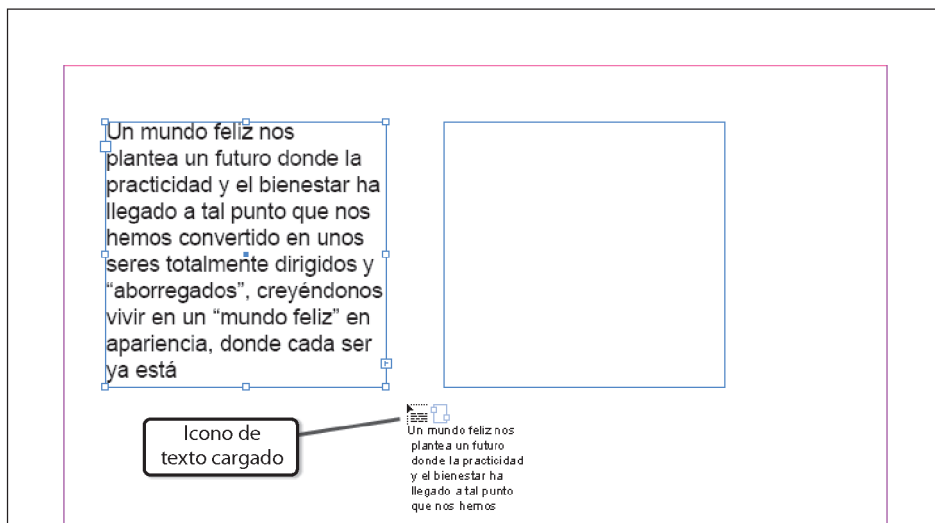 Un mundo feliz nos
plantea un futuro donde la
practicidad y el bienestar ha
llegado a tal punto que nos
hemos convertido en unos
seres totalmente dirigidos y
“aborregados”, creyéndonos
vivir en un “mundo feliz” en
apariencia, donde cada ser
ya está
Icono de
texto cargado
Un mundo feliz nos
plantea un futuro
donde la practicidad
y el bienestar ha
llegado a tal punto
que nos hemos